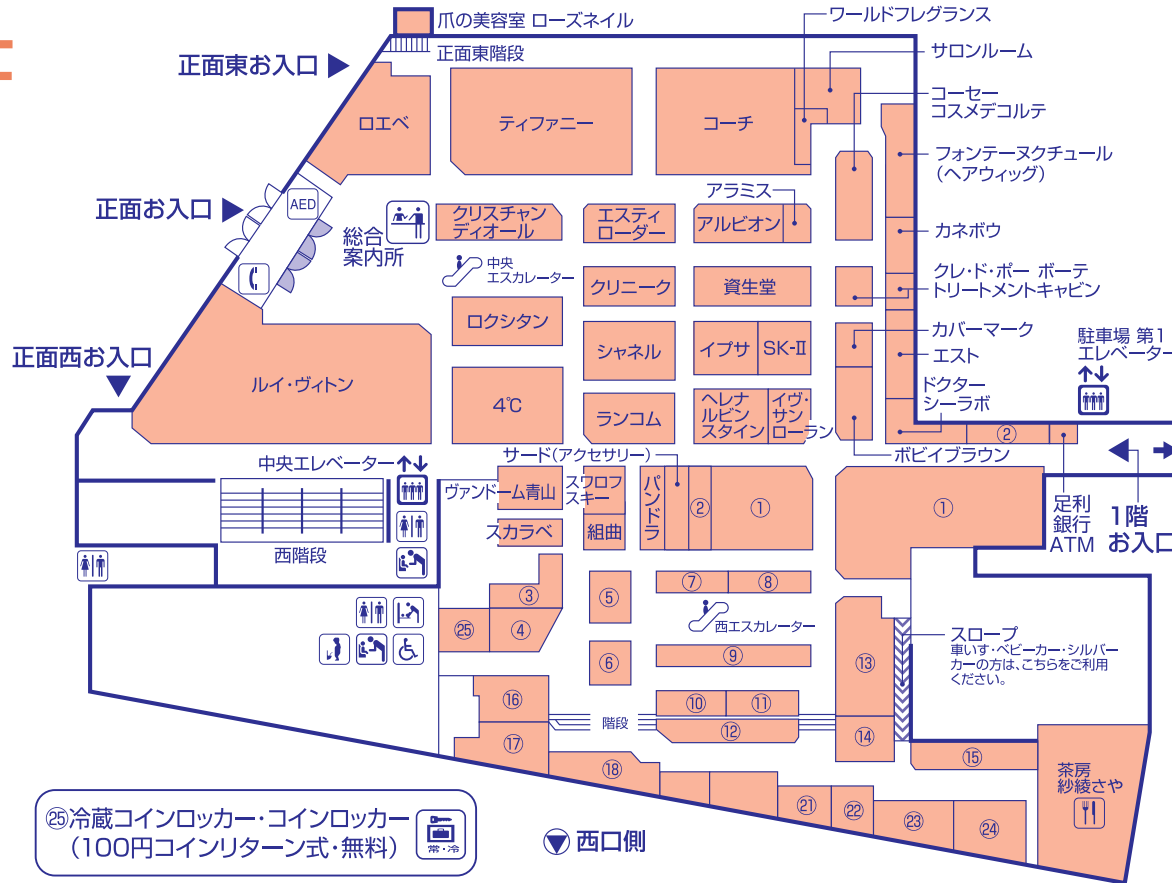 爪の美容室 ローズネイル
ワールドフレグランス
正面東お入口
正面東階段
サロンルーム
コーセー
コスメデコルテ
ロエベ
ティファニー
コーチ
フォンテーヌクチュール
(ヘアウィッグ)
正面お入口
AED
総合
案内所
クリスチャン
ディオール
エスティ
ローダー
アラミス
アルビオン
カネボウ
中央
エスカレーター
クリニーク
資生堂
クレ・ド・ポー ボーテ
トリートメントキャビン
ロクシタン
シャネル
イプサ
SK-II
カバーマーク
エスト
駐車場 第1
エレベーター
正面西お入口
ルイ・ヴィトン
4℃
ランコム
ヘレナ
ルビン
スタイン
イヴ・
サン
ローラン
ドクター
シーラボ
②
ボビイブラウン
サード(アクセサリー)
中央エレベーター
ヴァンドーム青山
スワロフ
スキー
パンドラ
②
①
①
足利
銀行
ATM
1階
お入口
西階段
スカラベ
組曲
③
⑤
⑦
⑧
㉕
④
西エスカレーター
⑥
⑨
⑬
スロープ
車いす・ベビーカー・シルバー
カーの方は、こちらをご利用
ください。
⑯
⑩
⑪
⑰
階段
⑫
⑭
⑮
⑱
㉑
㉒
㉓
㉔
茶房
紗綾さや
㉕冷蔵コインロッカー・コインロッカー
(100円コインリターン式・無料)
常・冷
西口側